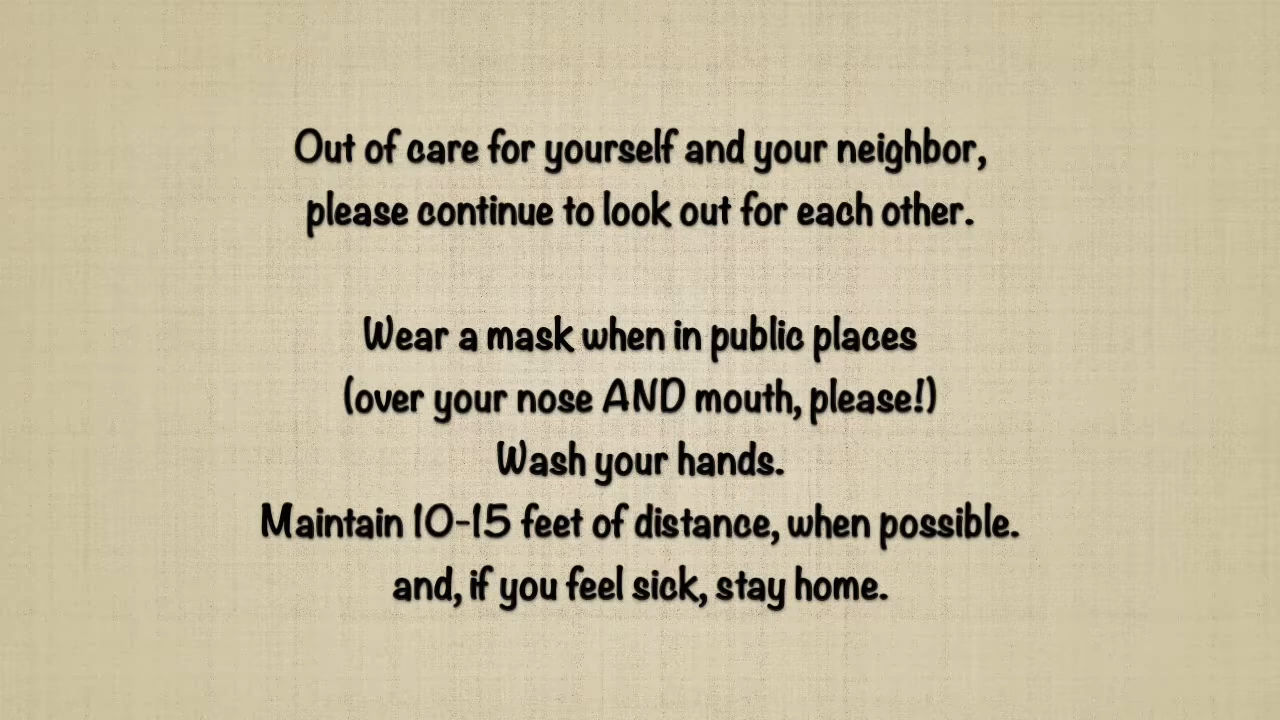 Out of care for yourself and your neighbor,
please continue to look out for each other.
Wear a mask when in public places
(over your nose AND mouth, please!)
Wash your hands.
Maintain 10-15 feet of distance, when possible.
and, if you feel sick, stay home.